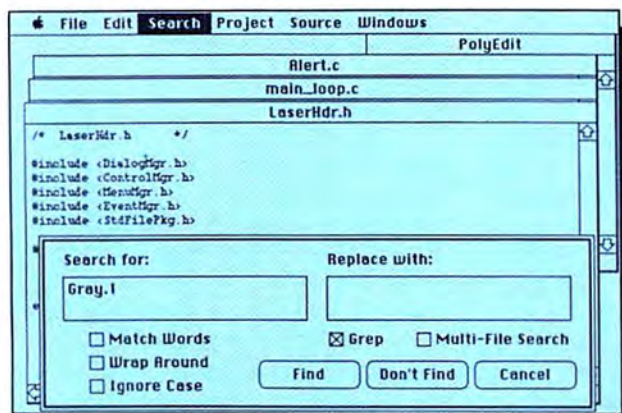 File Edit Search Project Source Windows
PolyEdit
Alert.c
main_loop.c
LaserHdr.h
/* LaserHdr.h */
#include <DialogMgr.h>
#include <ControlMgr.h>
#include <MenuMgr.h>
#include <EventMgr.h>
#include <StdFilePkg.h>
Search for:
Replace with:
Gray.1
Match Words
Grep
Multi-File Search
Wrap Around
Ignore Case
Find
Don't Find
Cancel